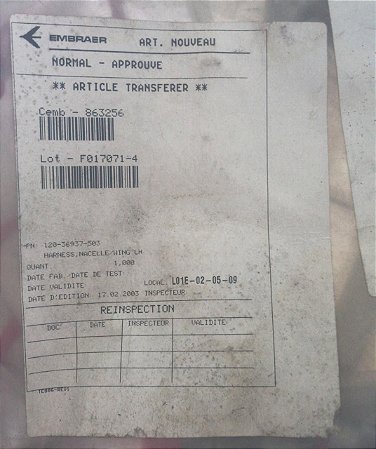 EMBRAER ART. NOUVEAU
NORMAL - APPROUVE
** ARTICLE TRANSFERER **
Cemb - 863256
Lot - F017071-4
PN: 120-36937-503
HARNESS,NACELLE/WING LH
QUANT. 1,000
DATE FAB.-DATE DE TEST
DATE VALIDITE LOCAL. L01E-02-05-09
DATE D'EDITION 17.02.2003 INSPECTEUR
REINSPECTION
DOC DATE INSPECTEUR VALIDITE